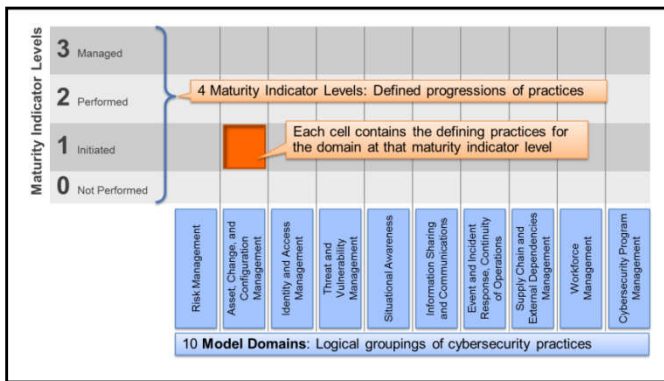 Maturity Indicator Levels
3 Managed
2 Performed
1 Initiated
0 Not Performed
4 Maturity Indicator Levels: Defined progressions of practices
Each cell contains the defining practices for
the domain at that maturity indicator level
Risk Management
Asset, Change, and
Configuration
Management
Identity and Access
Management
Threat and
Vulnerability
Management
Situational Awareness
Information Sharing
and Communications
Event and Incident
Response, Continuity
of Operations
Supply Chain and
External Dependencies
Management
Workforce
Management
Cybersecurity Program
Management
10 Model Domains: Logical groupings of cybersecurity practices